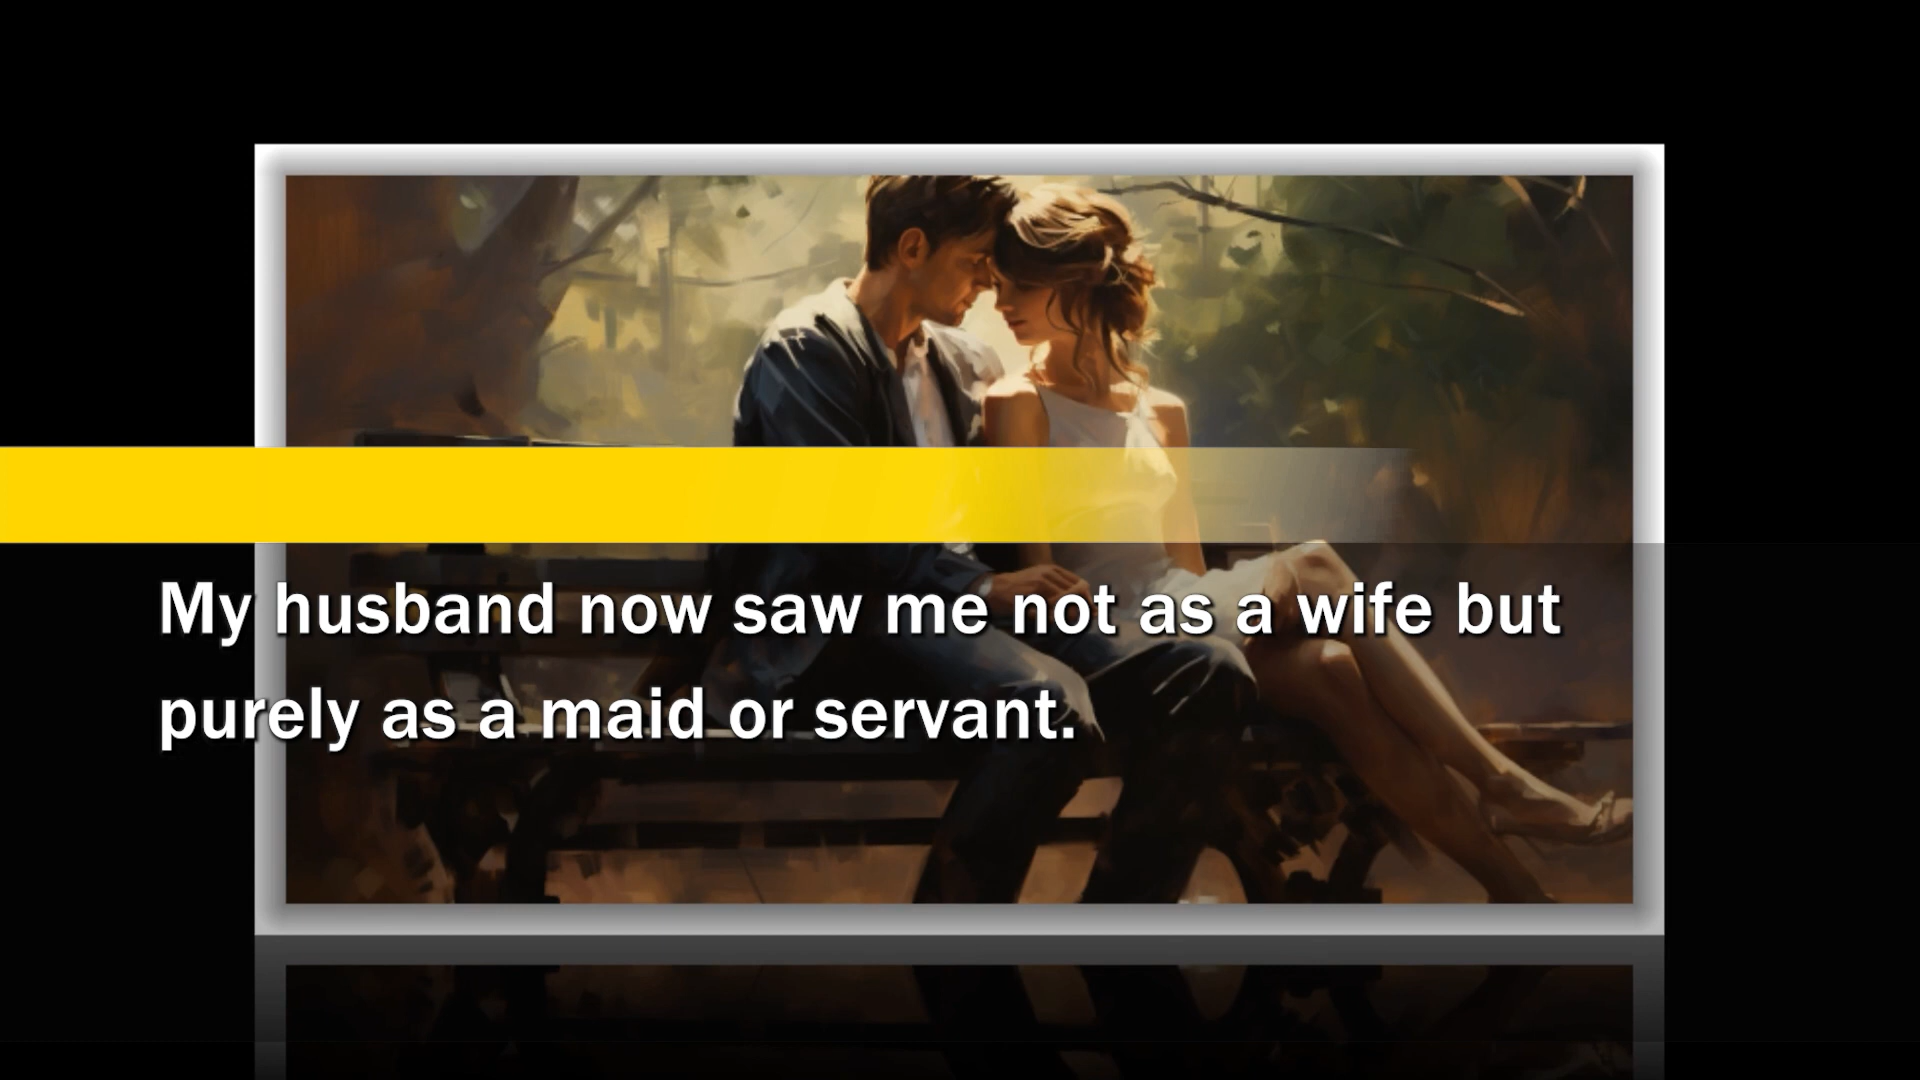 My husband now saw me not as a wife but
purely as a maid or servant.